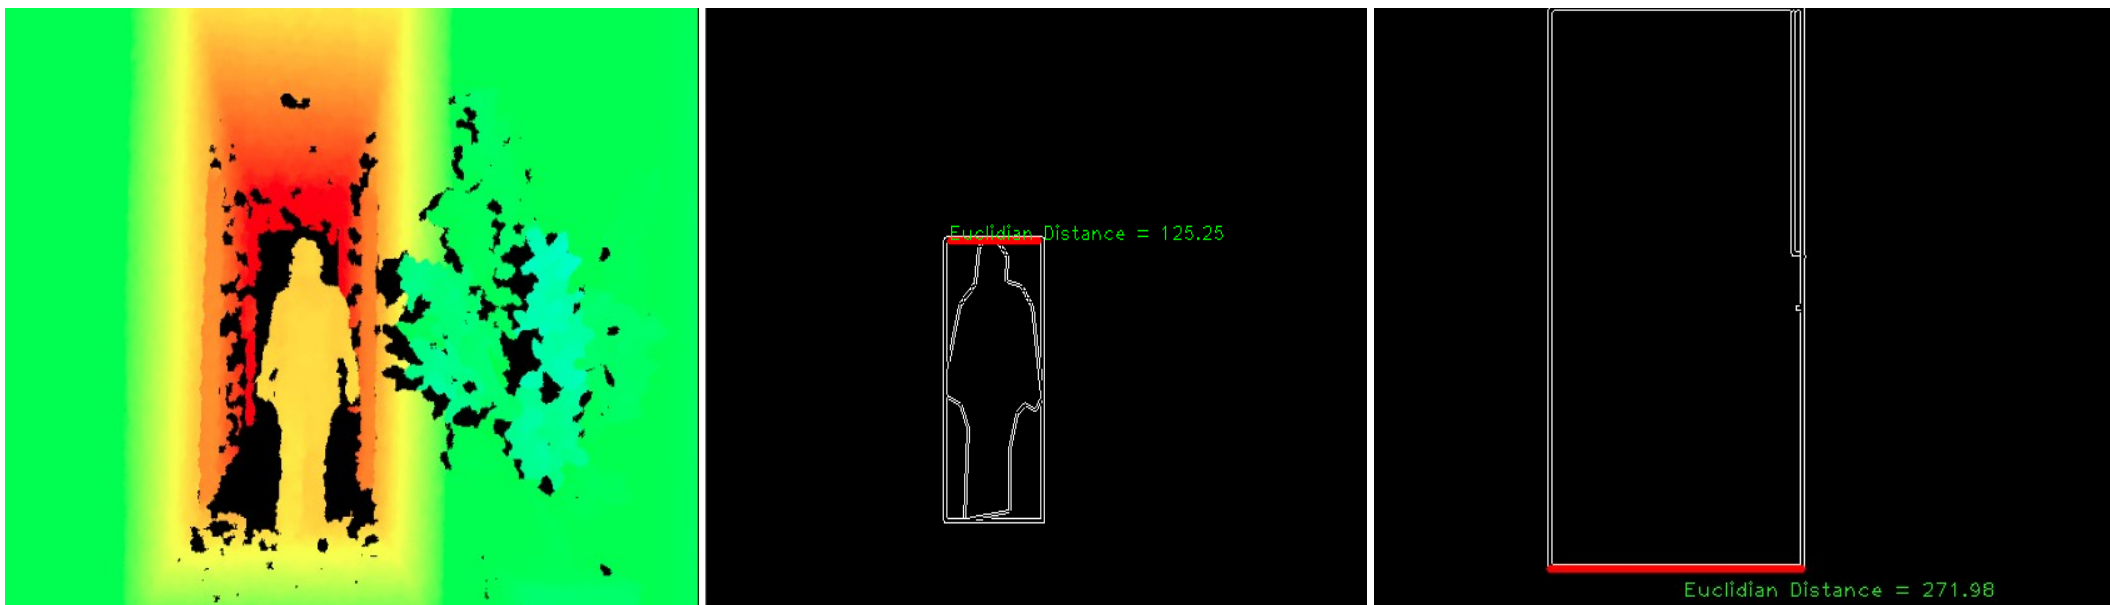 Euclidian Distance = 125.25
Euclidian Distance = 271.98